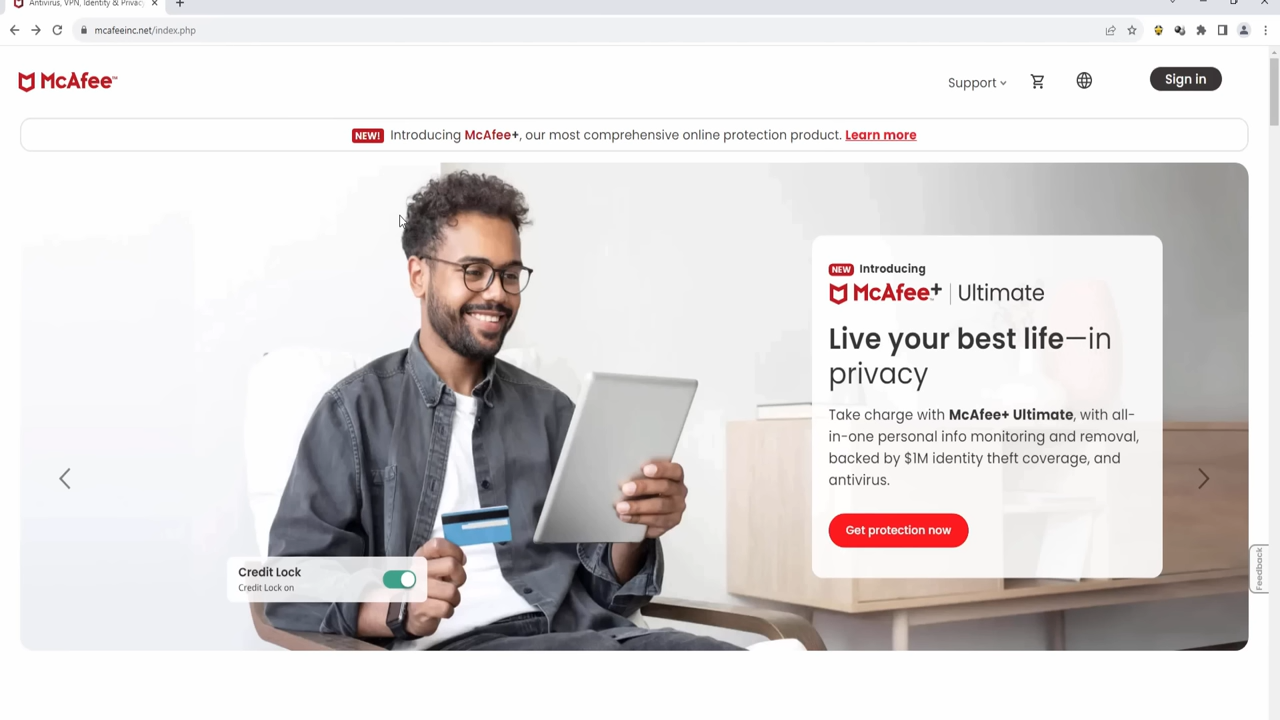 Antivirus, VPN, Identity & Privac
mcafeeinc.net/index.php
McAfee™
Support
Sign in
NEW! Introducing McAfee+, our most comprehensive online protection product. Learn more
NEW Introducing
McAfee+ | Ultimate
Live your best life—in
privacy
Take charge with McAfee+ Ultimate, with all-
in-one personal info monitoring and removal,
backed by $1M identity theft coverage, and
antivirus.
Get protection now
Credit Lock
Credit Lock on
Feedback